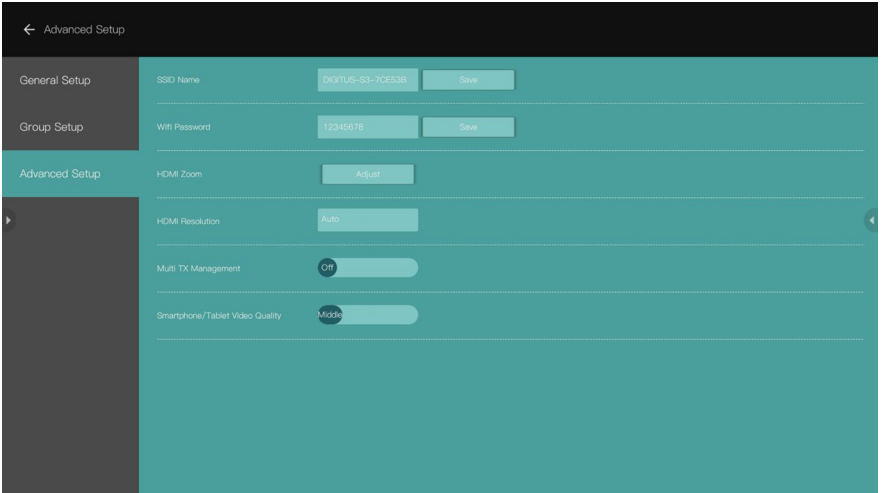 Advanced Setup
General Setup
Group Setup
Advanced Setup
SSID Name DIGITUS-S3-7CE53B Save
Wifi Password 12345678 Save
HDMI Zoom Adjust
HDMI Resolution Auto
Multi TX Management Off
Smartphone/Tablet Video Quality Middle